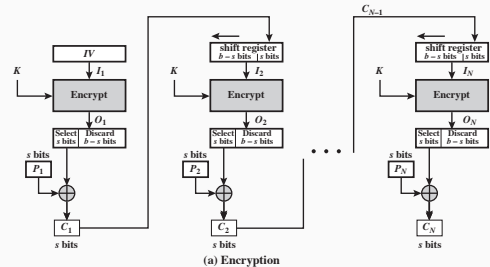 C_{N-1}
IV
shift register
b – s bits | s bits
shift register
b – s bits | s bits
K
I_1
K
I_2
K
I_N
Encrypt
Encrypt
Encrypt
O_1
O_2
O_N
Select Discard
s bits b – s bits
Select Discard
s bits b – s bits
Select Discard
s bits b – s bits
s bits
s bits
s bits
P_1
P_2
P_N
• • •
C_1
C_2
C_N
s bits
s bits
s bits
(a) Encryption